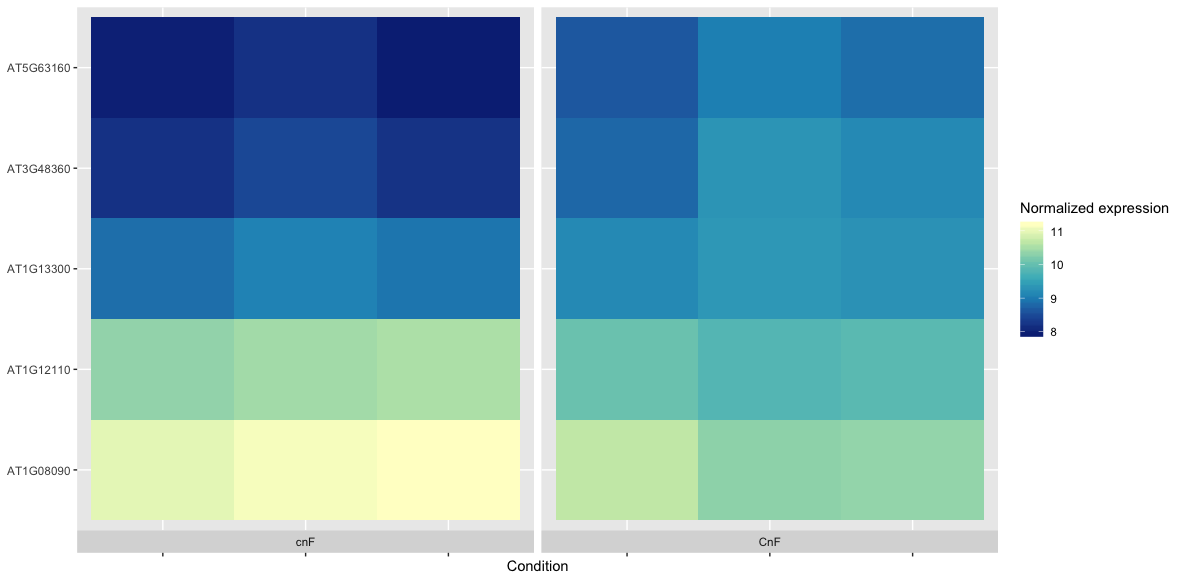 AT5G63160
AT3G48360
AT1G13300
AT1G12110
AT1G08090
cnF
CnF
Condition
Normalized expression
11
10
9
8